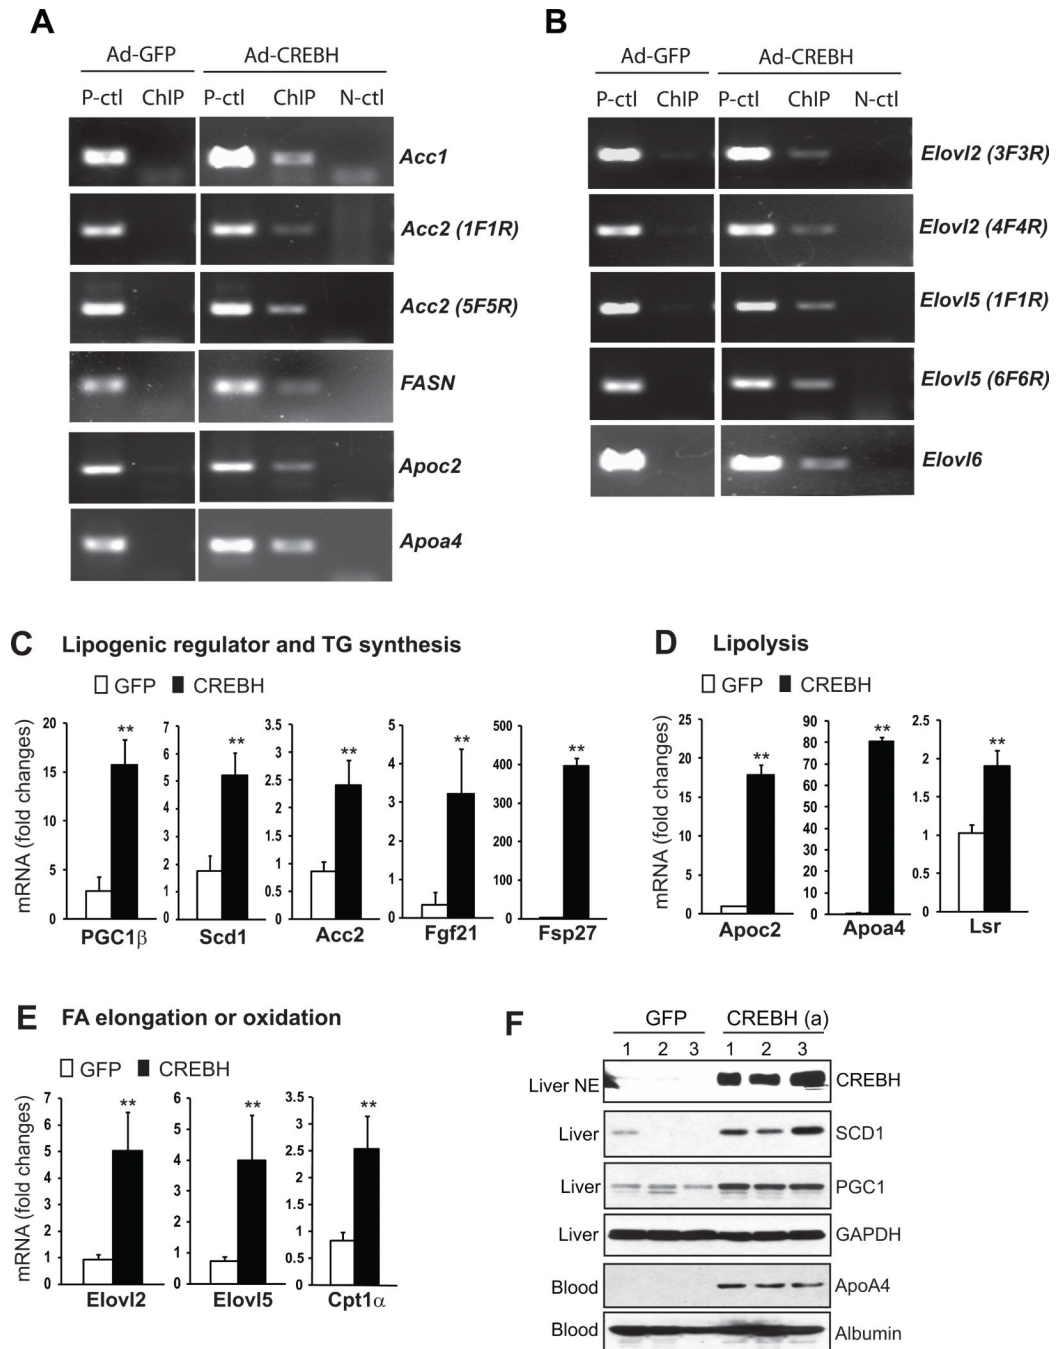 A
Ad-GFP Ad-CREBH
P-ctl ChIP P-ctl ChIP N-ctl
Acc1
Acc2 (1F1R)
Acc2 (5F5R)
FASN
Apoc2
Apoa4
B
Ad-GFP Ad-CREBH
P-ctl ChIP P-ctl ChIP N-ctl
Elovl2 (3F3R)
Elovl2 (4F4R)
Elovl5 (1F1R)
Elovl5 (6F6R)
Elovl6
C Lipogenic regulator and TG synthesis
GFP CREBH
mRNA (fold changes)
20
15
10
5
0
**
PGC1β
7
6
5
4
3
2
1
0
**
Scd1
3.5
3
2.5
2
1.5
1
0.5
0
**
Acc2
5
4
3
2
1
0
**
Fgf21
500
400
300
200
100
0
**
Fsp27
D Lipolysis
GFP CREBH
mRNA (fold changes)
25
20
15
10
5
0
**
Apoc2
90
80
70
60
50
40
30
20
10
0
**
Apoa4
2.5
2
1.5
1
0.5
0
**
Lsr
E FA elongation or oxidation
GFP CREBH
mRNA (fold changes)
7
6
5
4
3
2
1
0
**
Elovl2
6
5
4
3
2
1
0
**
Elovl5
3.5
3
2.5
2
1.5
1
0.5
0
**
Cpt1α
F
GFP CREBH (a)
1 2 3 1 2 3
Liver NE CREBH
Liver SCD1
Liver PGC1
Liver GAPDH
Blood ApoA4
Blood Albumin